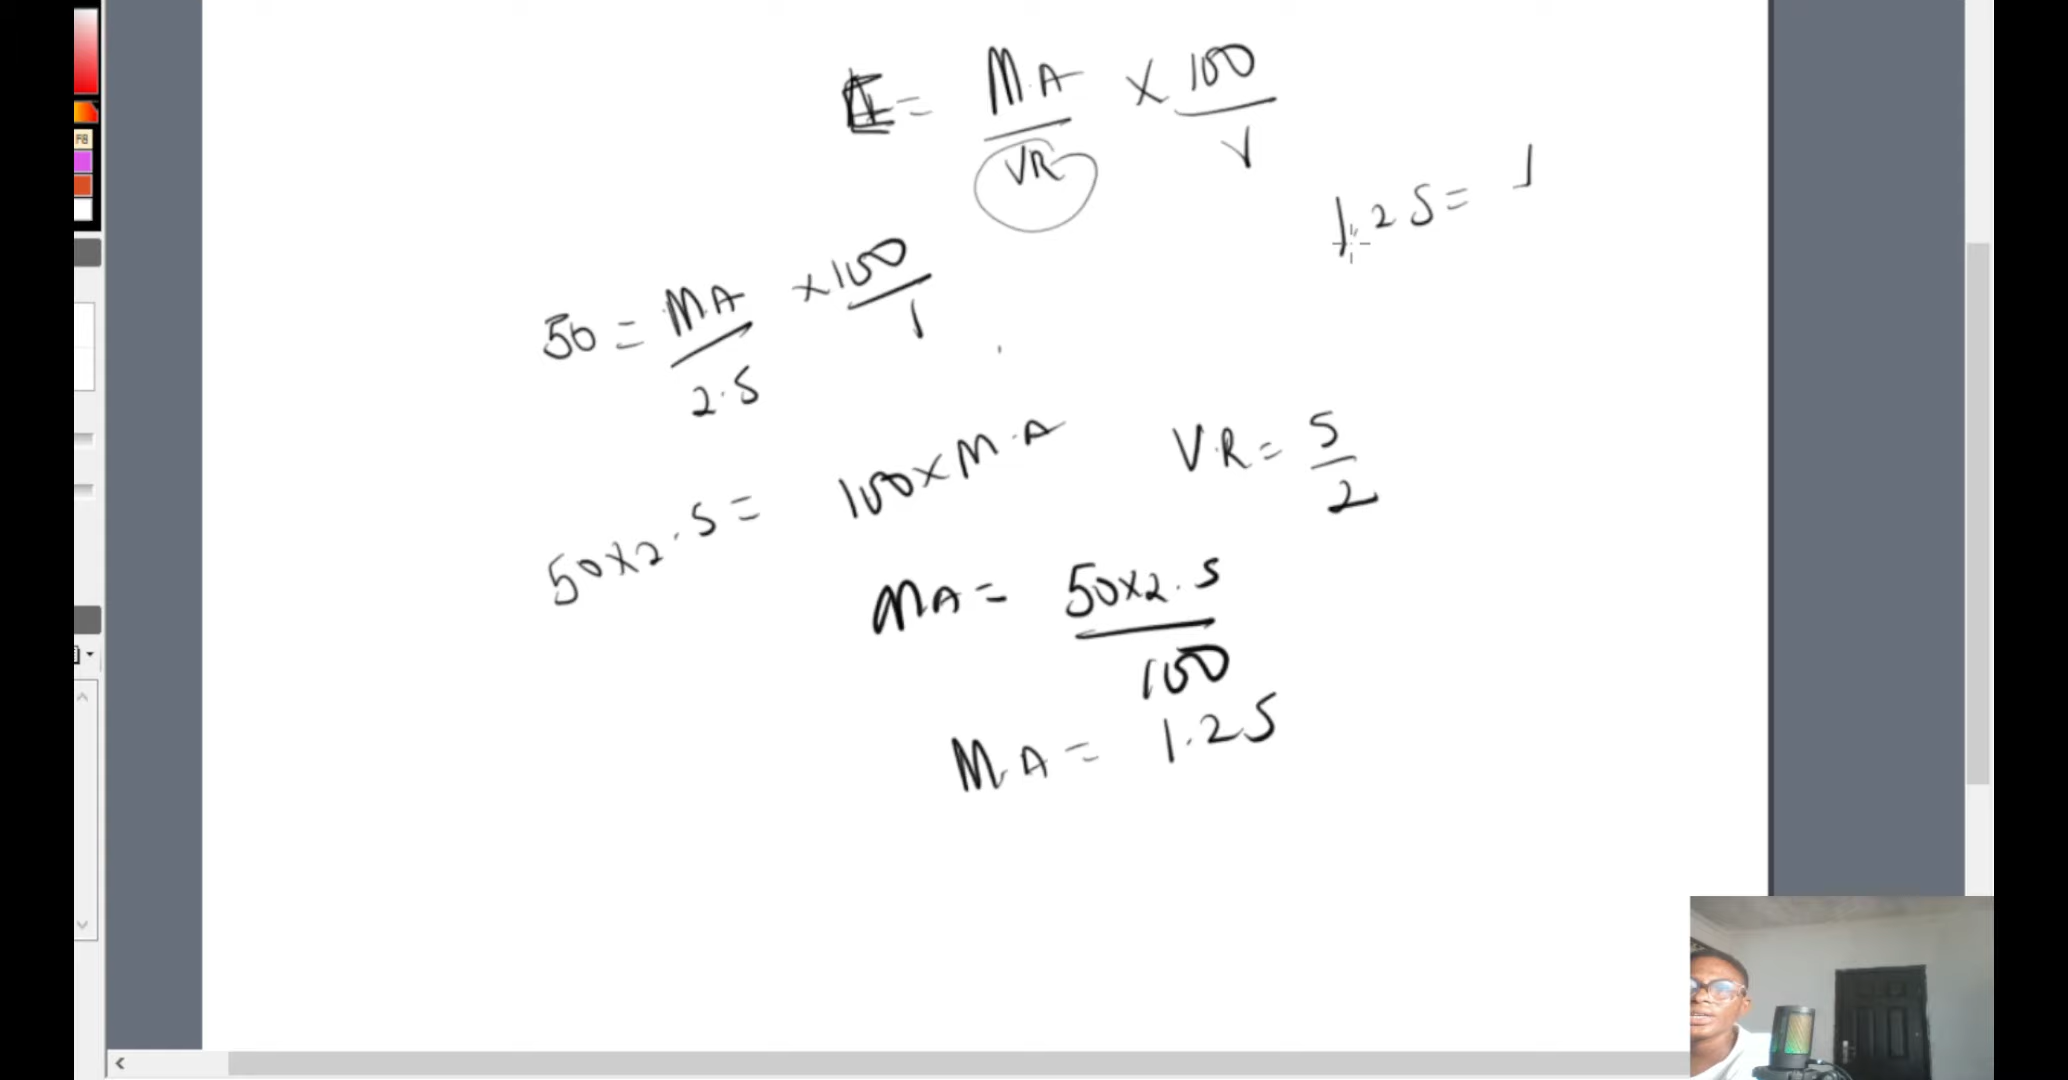 E = M.A / VR × 100 / 1
1.25 = 1
50 = M.A / 2.5 × 100 / 1
50×2.5 = 100×M.A
V.R = 5 / 2
M.A = 50×2.5 / 100
M.A = 1.25